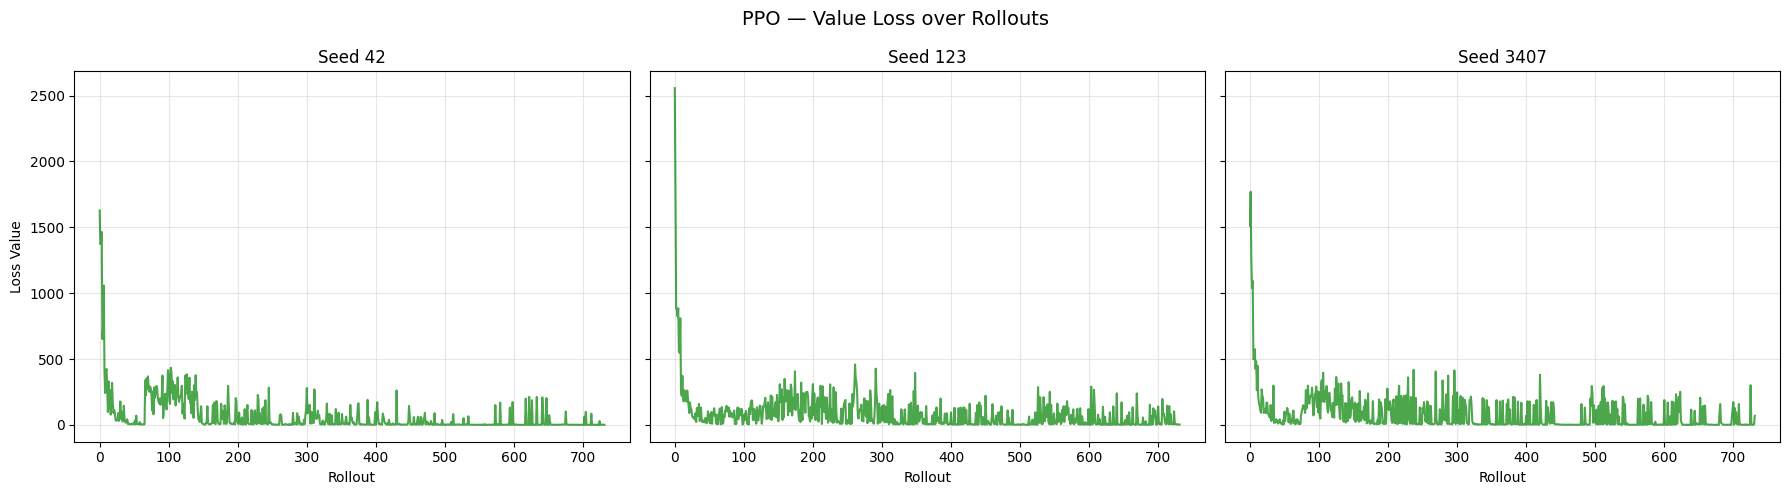 PPO — Value Loss over Rollouts
Seed 42
Seed 123
Seed 3407
Loss Value
2500
2000
1500
1000
500
0
0 100 200 300 400 500 600 700
0 100 200 300 400 500 600 700
0 100 200 300 400 500 600 700
Rollout
Rollout
Rollout